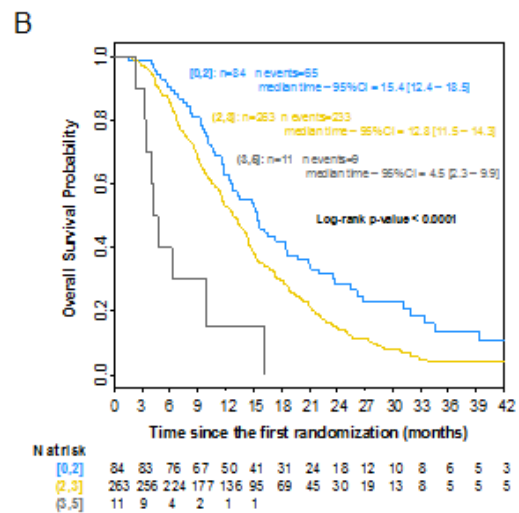 B
Overall Survival Probability
1.0
0.8
0.6
0.4
0.2
0.0
[0,2]: n=84 n events=65
median time – 95%CI = 15.4 [12.4 – 18.5]
(2,3]: n=263 n events=233
median time – 95%CI = 12.8 [11.5 – 14.3]
(3,5]: n=11 n events=9
median time – 95%CI = 4.5 [2.3 – 9.9]
Log-rank p-value < 0.0001
0 3 6 9 12 15 18 21 24 27 30 33 36 39 42
Time since the first randomization (months)
N at risk
[0,2] 84 83 76 67 50 41 31 24 18 12 10 8 6 5 3
(2,3] 263 256 224 177 136 95 69 45 30 19 13 8 5 5 5
(3,5] 11 9 4 2 1 1